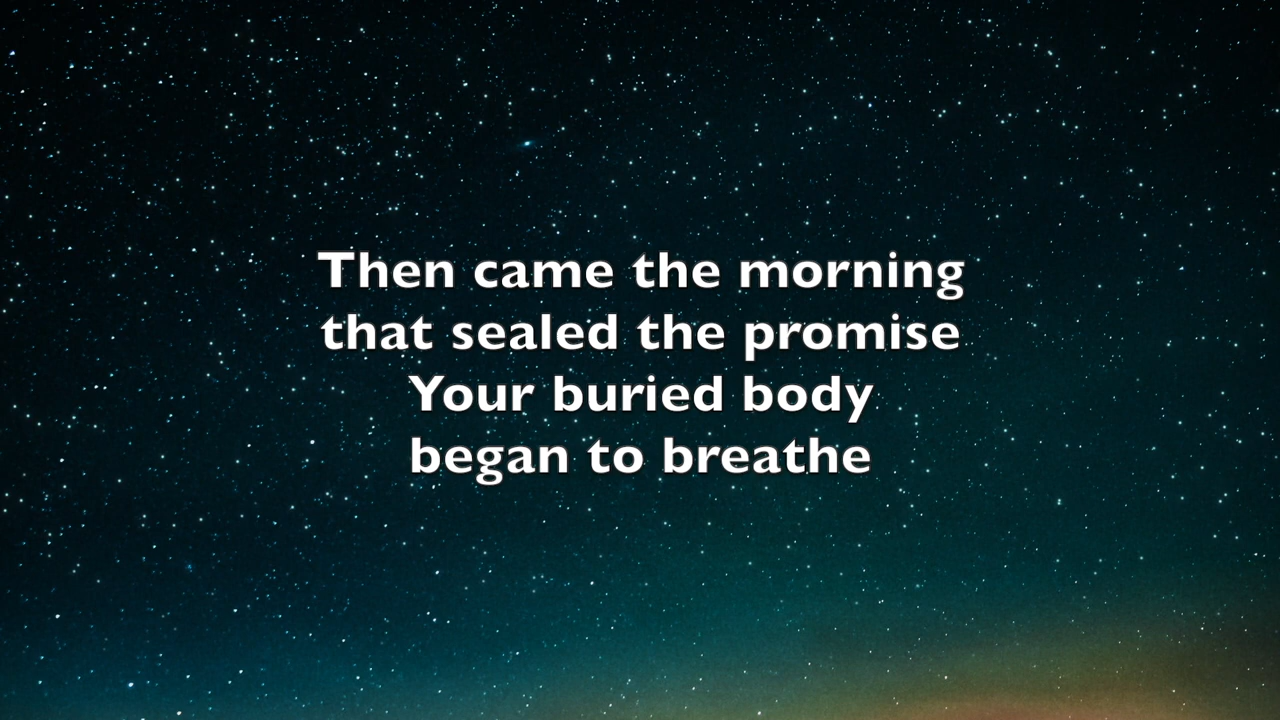 Then came the morning
that sealed the promise
Your buried body
began to breathe